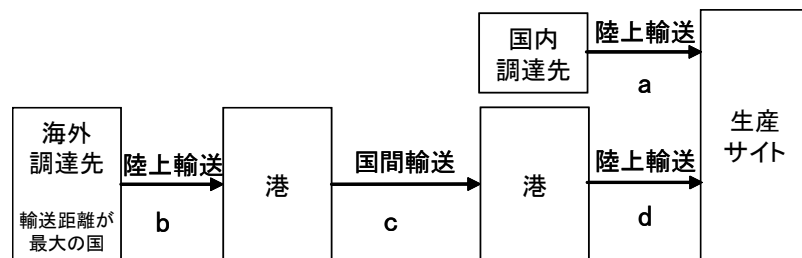 国内
調達先
陸上輸送
a
生産
サイト
海外
調達先
輸送距離が
最大の国
陸上輸送
b
港
国間輸送
c
港
陸上輸送
d